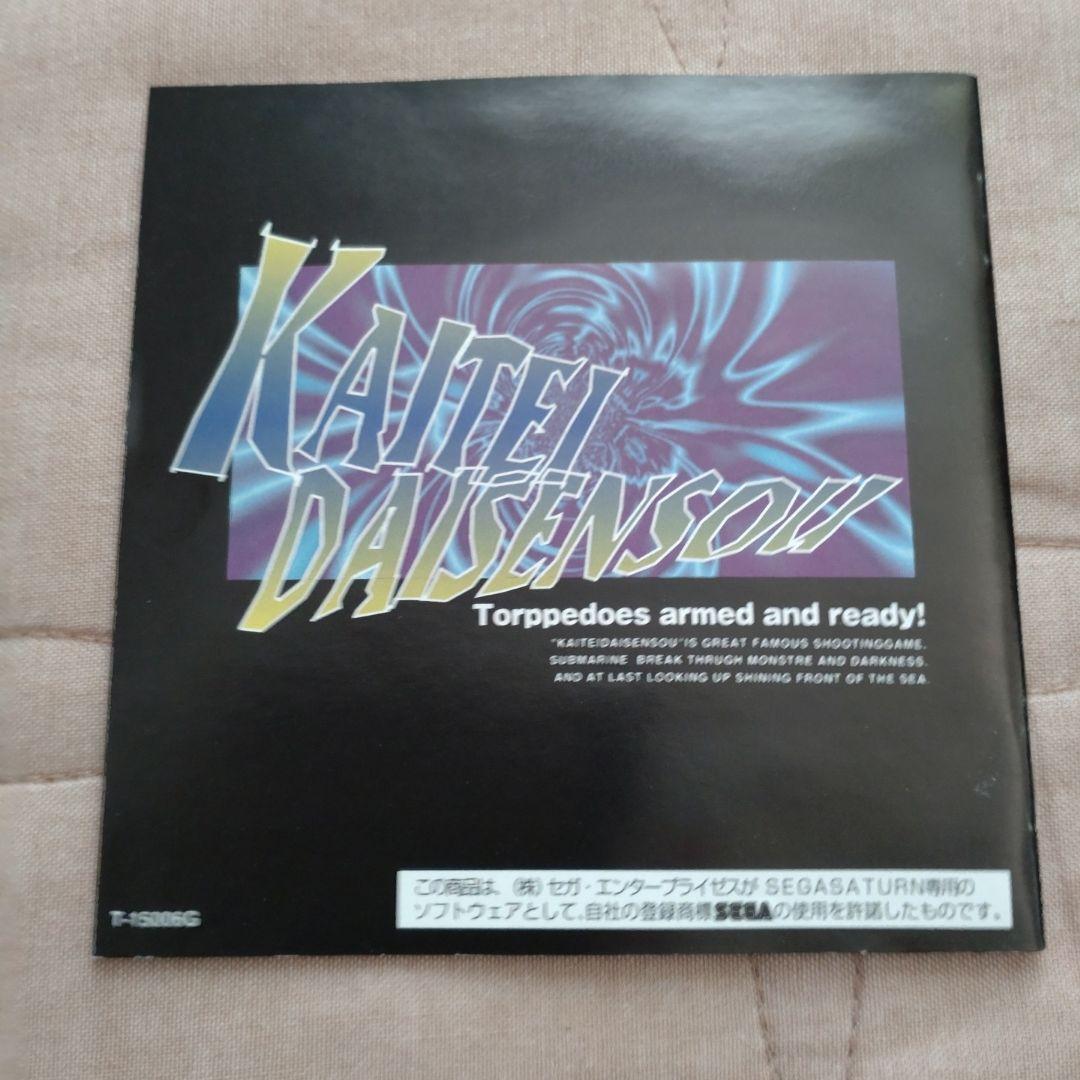 KAITEI
DAISENSOU
Torppedoes armed and ready!
"KAITEIDAISENSOU"IS GREAT FAMOUS SHOOTINGGAME.
SUBMARINE BREAK THRUGH MONSTRE AND DARKNESS.
AND AT LAST LOOKING UP SHINING FRONT OF THE SEA.
この商品は、(株)セガ・エンタープライゼスがSEGASATURN専用の
ソフトウェアとして、自社の登録商標SEGAの使用を許諾したものです。
T-15006G